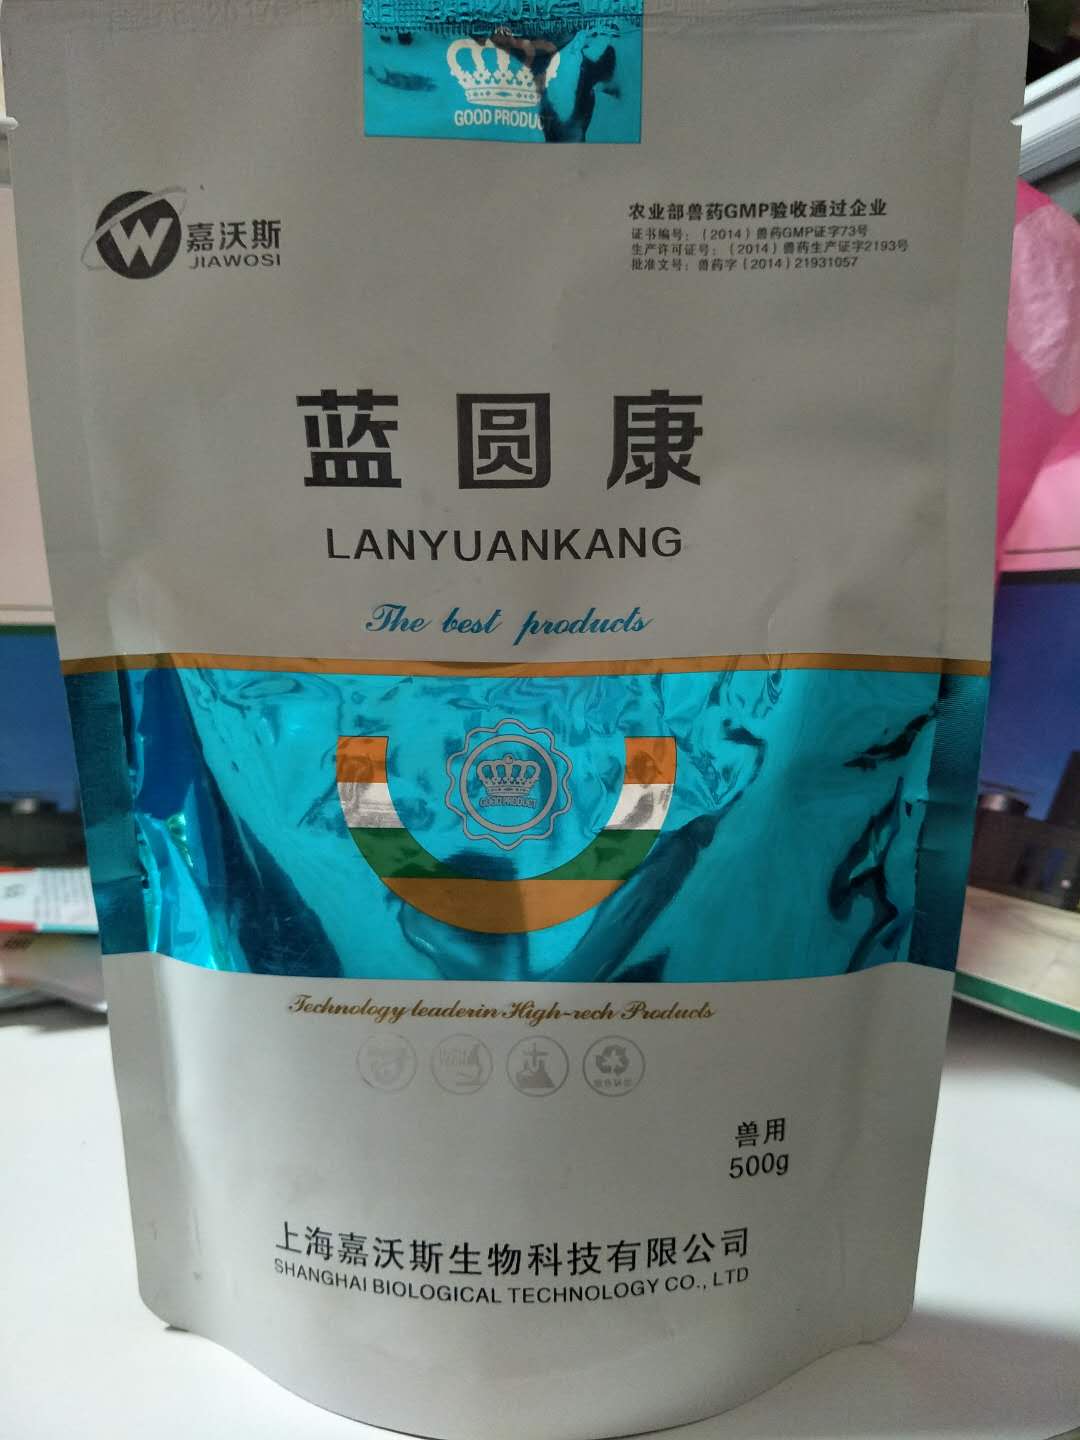 GOOD PRODUC
嘉沃斯
JIAWOSI
农业部兽药GMP验收通过企业
证书编号：（2014）兽药GMP证字73号
生产许可证号：（2014）兽药生产证字2193号
批准文号：兽药字（2014）21931057
蓝圆康
LANYUANKANG
The best products
GOOD PRODUCT
Technology leaderin High-rech Products
兽用
500g
上海嘉沃斯生物科技有限公司
SHANGHAI BIOLOGICAL TECHNOLOGY CO., LTD